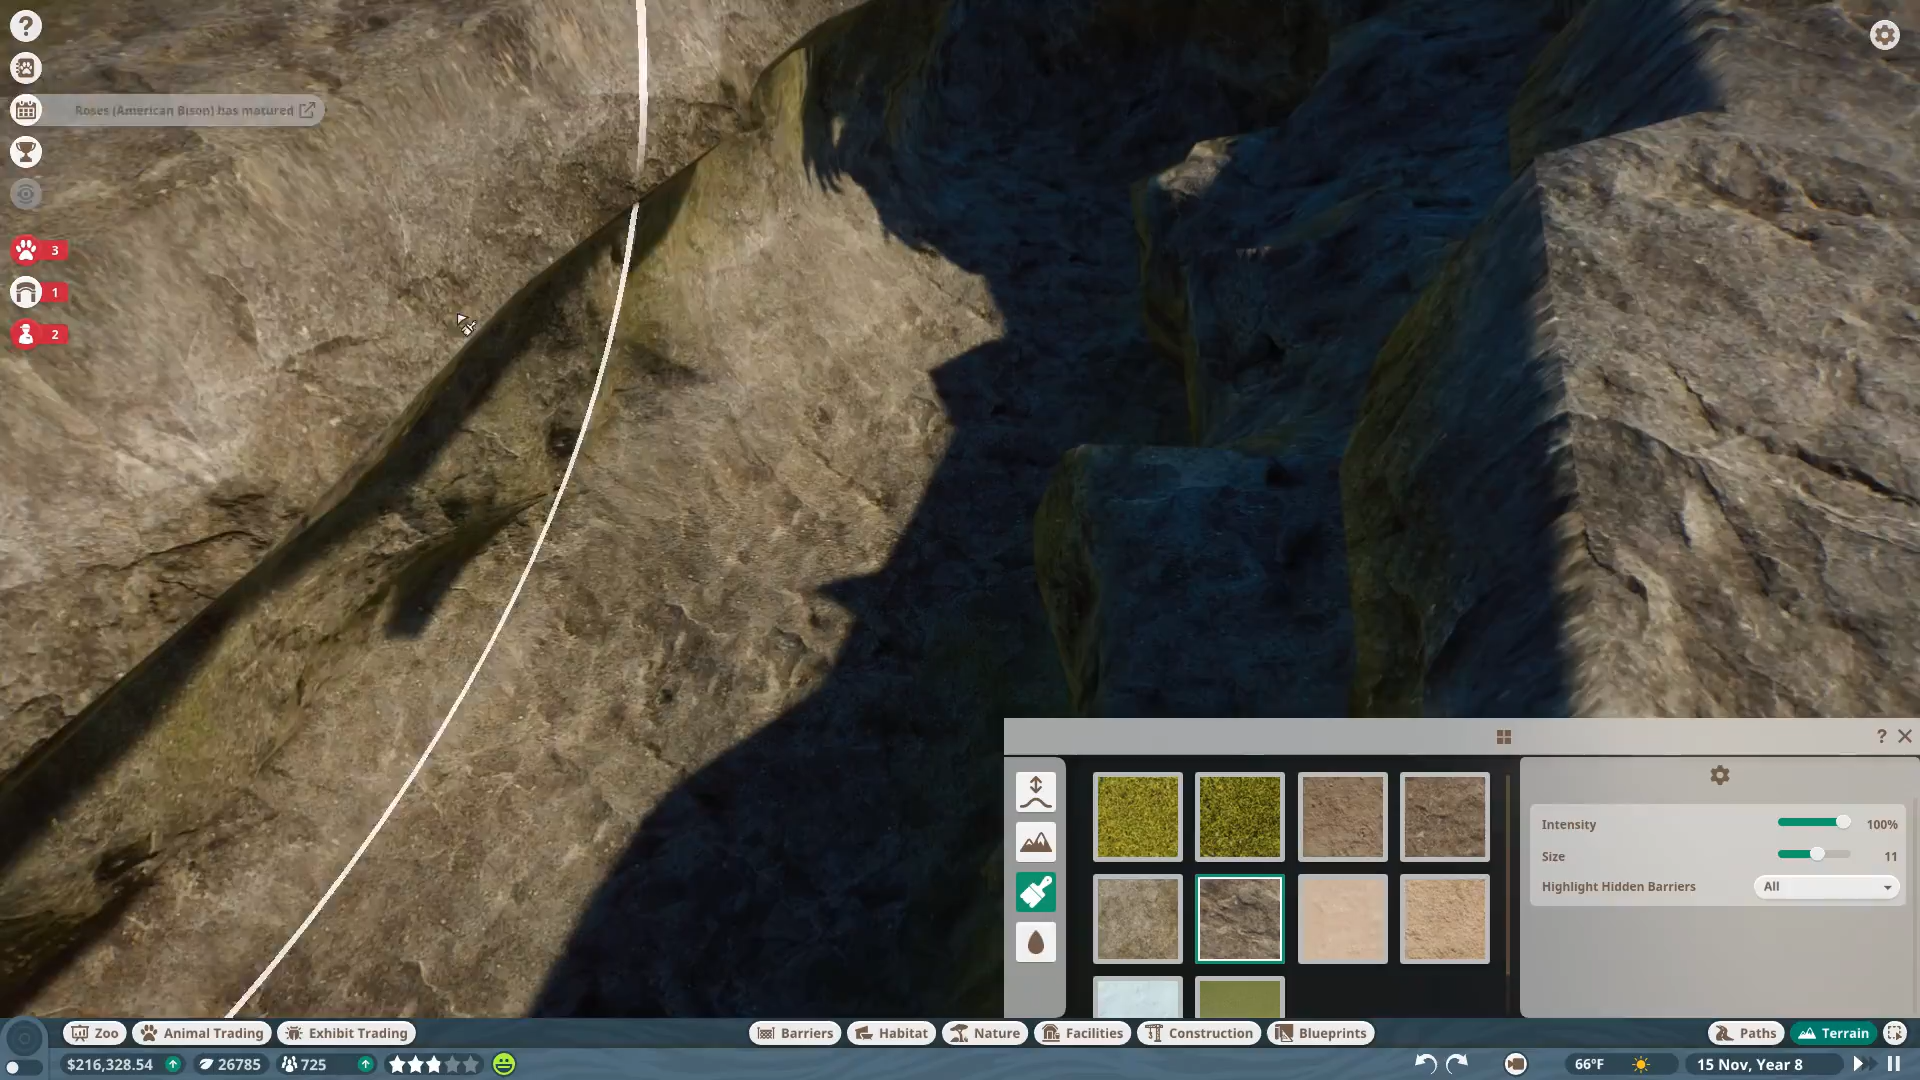 ?
Roses (American Bison) has matured
3
1
2
? ×
Intensity 100%
Size 11
Highlight Hidden Barriers All
Zoo Animal Trading Exhibit Trading Barriers Habitat Nature Facilities Construction Blueprints Paths Terrain
$216,328.54 26785 725 66°F 15 Nov, Year 8